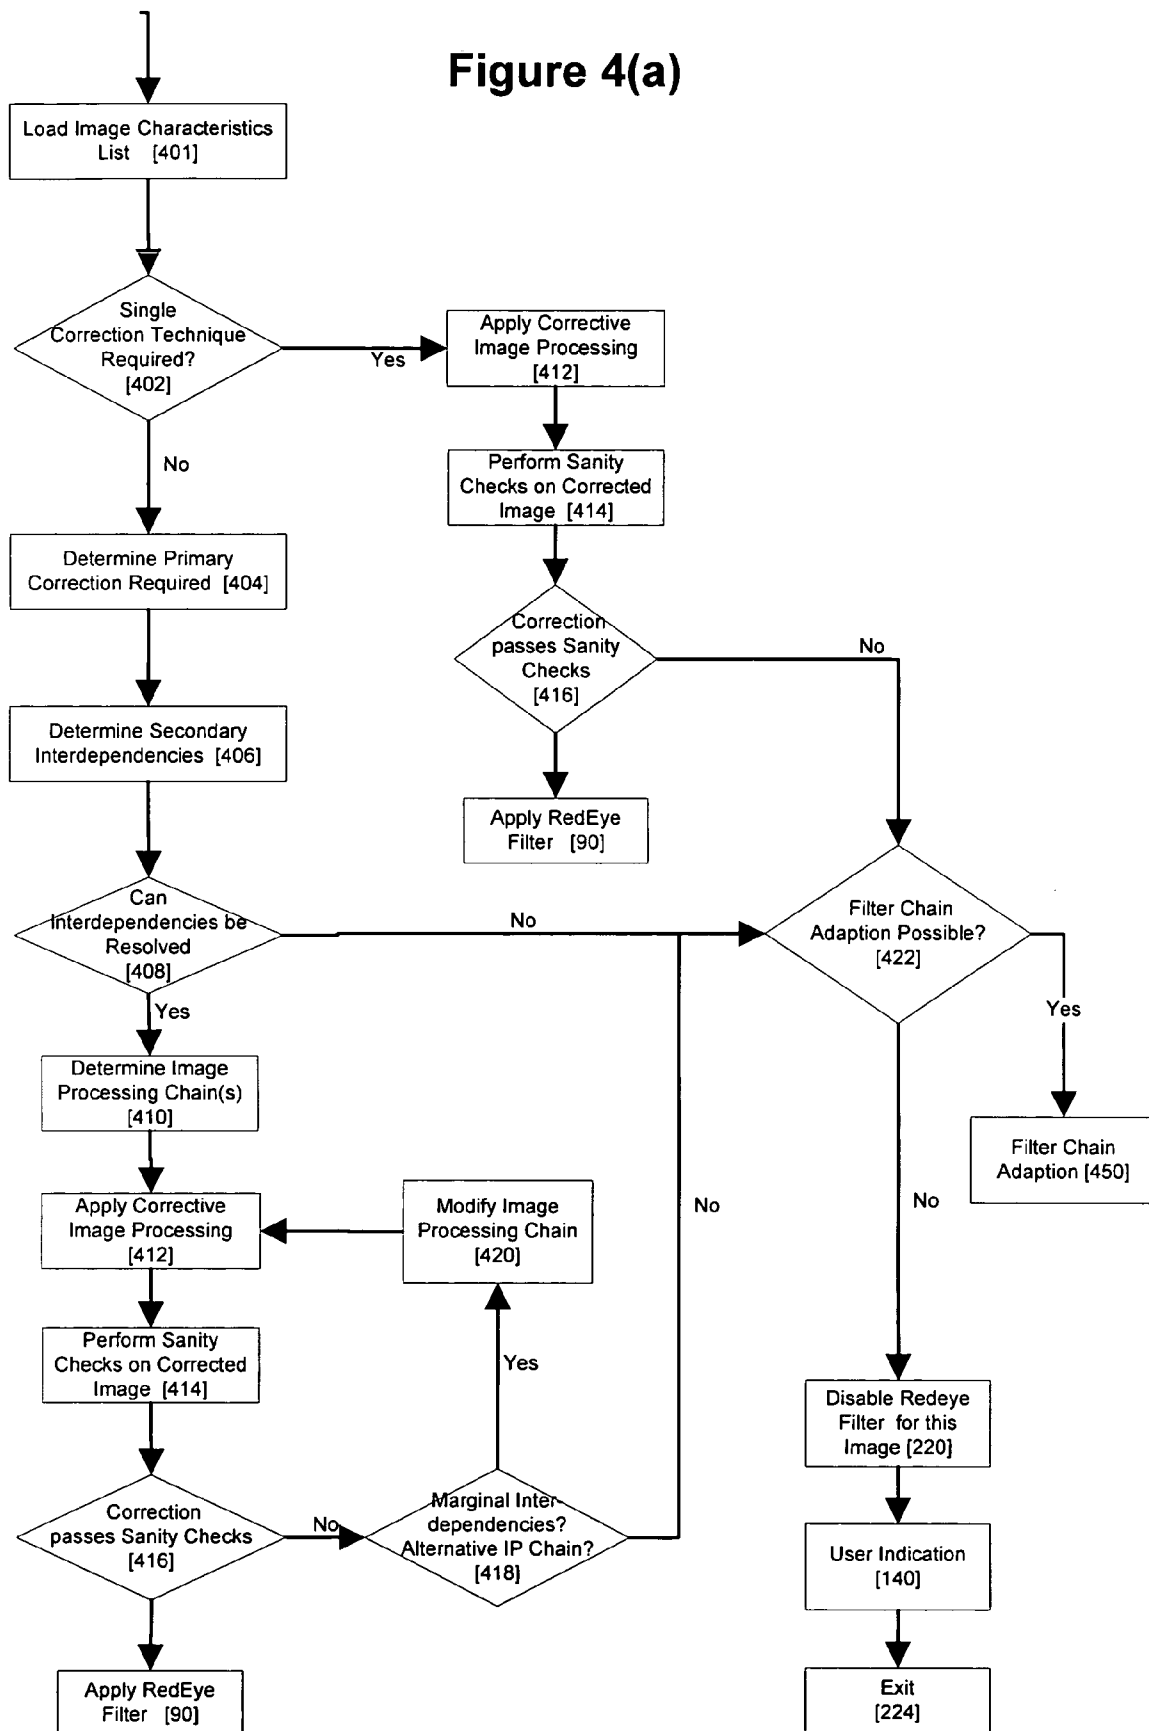 Figure 4(a)
Load Image Characteristics
List [401]
Single
Correction Technique
Required?
[402]
Yes
No
Apply Corrective
Image Processing
[412]
Perform Sanity
Checks on Corrected
Image [414]
Correction
passes Sanity
Checks
[416]
No
Apply RedEye
Filter [90]
Determine Primary
Correction Required [404]
Determine Secondary
Interdependencies [406]
Can
Interdependencies be
Resolved
[408]
No
Yes
Filter Chain
Adaption Possible?
[422]
Yes
Filter Chain
Adaption [450]
No
Determine Image
Processing Chain(s)
[410]
Apply Corrective
Image Processing
[412]
Modify Image
Processing Chain
[420]
No
Perform Sanity
Checks on Corrected
Image [414]
Yes
Correction
passes Sanity Checks
[416]
No
Marginal Inter-
dependencies?
Alternative IP Chain?
[418]
Apply RedEye
Filter [90]
Disable Redeye
Filter for this
Image [220]
User Indication
[140]
Exit
[224]